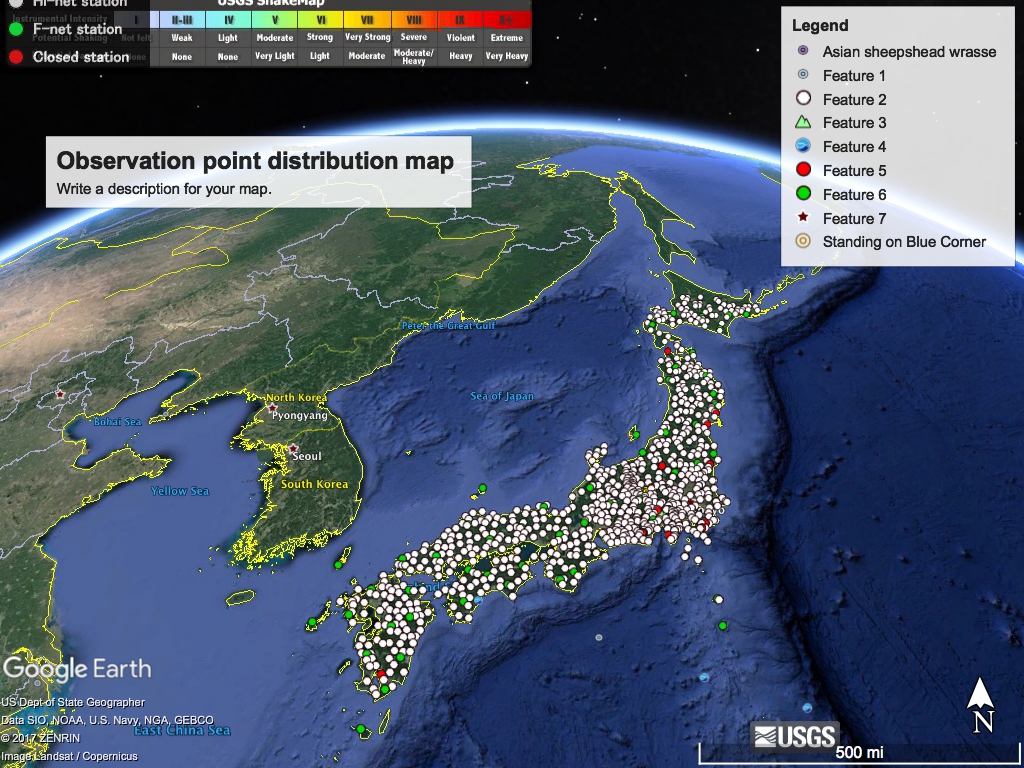 Hi-net station
USGS ShakeMap
Instrumental Intensity I II-III IV V VI VII VIII IX X+
F-net station
Potential Shaking Not felt Weak Light Moderate Strong Very Strong Severe Violent Extreme
Closed station
None None Very Light Light Moderate Moderate/ Heavy Heavy Very Heavy
Legend
Asian sheepshead wrasse
Feature 1
Feature 2
Feature 3
Feature 4
Feature 5
Feature 6
Feature 7
Standing on Blue Corner
Observation point distribution map
Write a description for your map.
Peter the Great Gulf
North Korea
Sea of Japan
Pyongyang
Bohai Sea
Seoul
South Korea
Yellow Sea
Google Earth
US Dept of State Geographer
Data SIO, NOAA, U.S. Navy, NGA, GEBCO
© 2017 ZENRIN
East China Sea
Image Landsat / Copernicus
N
USGS
500 mi